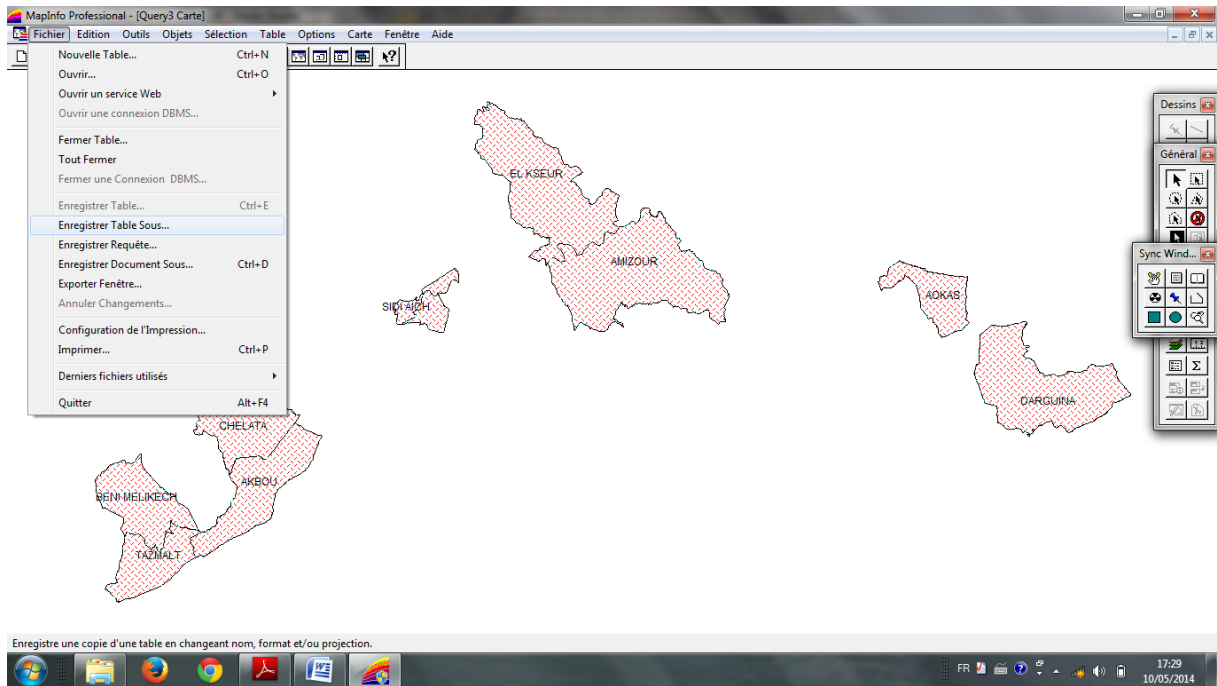 MapInfo Professional - [Query3 Carte]
Fichier Edition Outils Objets Sélection Table Options Carte Fenêtre Aide
Nouvelle Table... Ctrl+N
Ouvrir... Ctrl+O
Ouvrir un service Web
Ouvrir une connexion DBMS...
Fermer Table...
Tout Fermer
Fermer une Connexion DBMS...
Enregistrer Table... Ctrl+E
Enregistrer Table Sous...
Enregistrer Requête...
Enregistrer Document Sous... Ctrl+D
Exporter Fenêtre...
Annuler Changements...
Configuration de l'Impression...
Imprimer... Ctrl+P
Derniers fichiers utilisés
Quitter Alt+F4
Dessins
Général
Sync Wind...
EL KSEUR
AMIZOUR
SIDI AICH
AOKAS
DARGUINA
CHELATA
AKBOU
BENI MELIKECH
TAZMALT
Enregistre une copie d'une table en changeant nom, format et/ou projection.
FR
17:29
10/05/2014